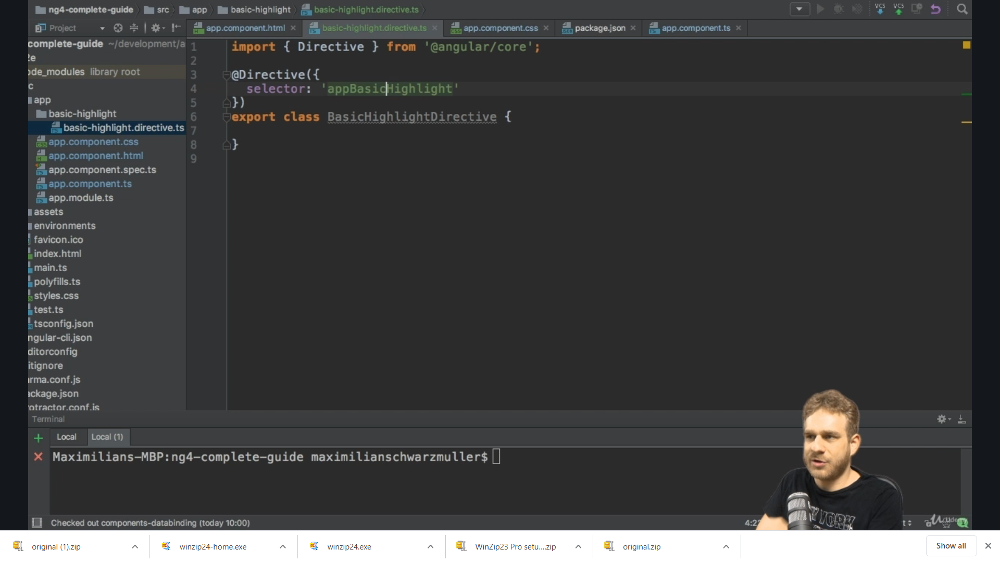 ng4-complete-guide src app basic-highlight basic-highlight.directive.ts
VCS VCS
Project
app.component.html basic-highlight.directive.ts app.component.css package.json app.component.ts
complete-guide ~/development/a
2e
ode_modules library root
c
app
basic-highlight
basic-highlight.directive.ts
app.component.css
app.component.html
app.component.spec.ts
app.component.ts
app.module.ts
assets
environments
favicon.ico
index.html
main.ts
polyfills.ts
styles.css
test.ts
tsconfig.json
ngular-cli.json
ditorconfig
itignore
arma.conf.js
ackage.json
otractor.conf.js
1 import { Directive } from '@angular/core';
2
3 @Directive({
4 selector: 'appBasicHighlight'
5 })
6 export class BasicHighlightDirective {
7
8 }
9
Terminal
Local Local (1)
Maximilians-MBP:ng4-complete-guide maximilianschwarzmuller$
Checked out components-databinding (today 10:00)
Udemy
original (1).zip
winzip24-home.exe
winzip24.exe
WinZip23 Pro setu....zip
original.zip
Show all